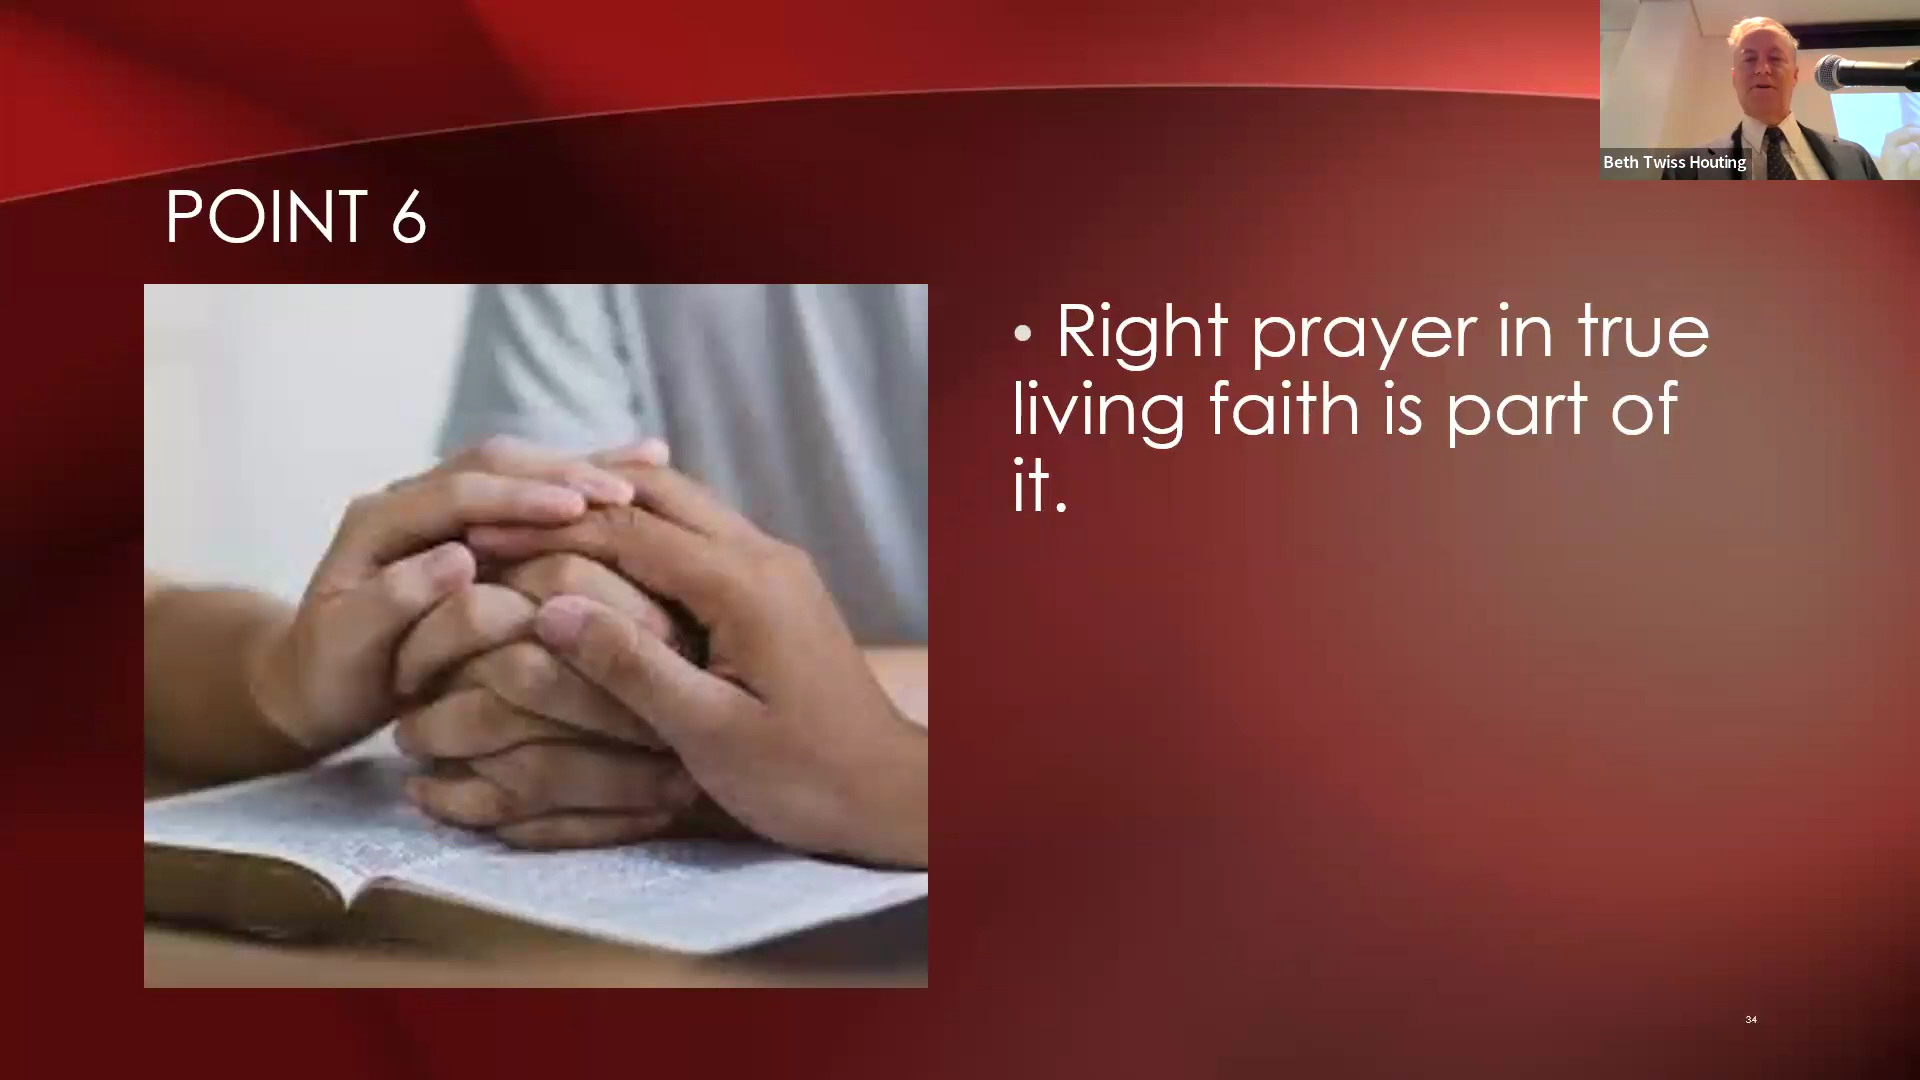 Beth Twiss Houting
POINT 6
• Right prayer in true
living faith is part of
it.
34